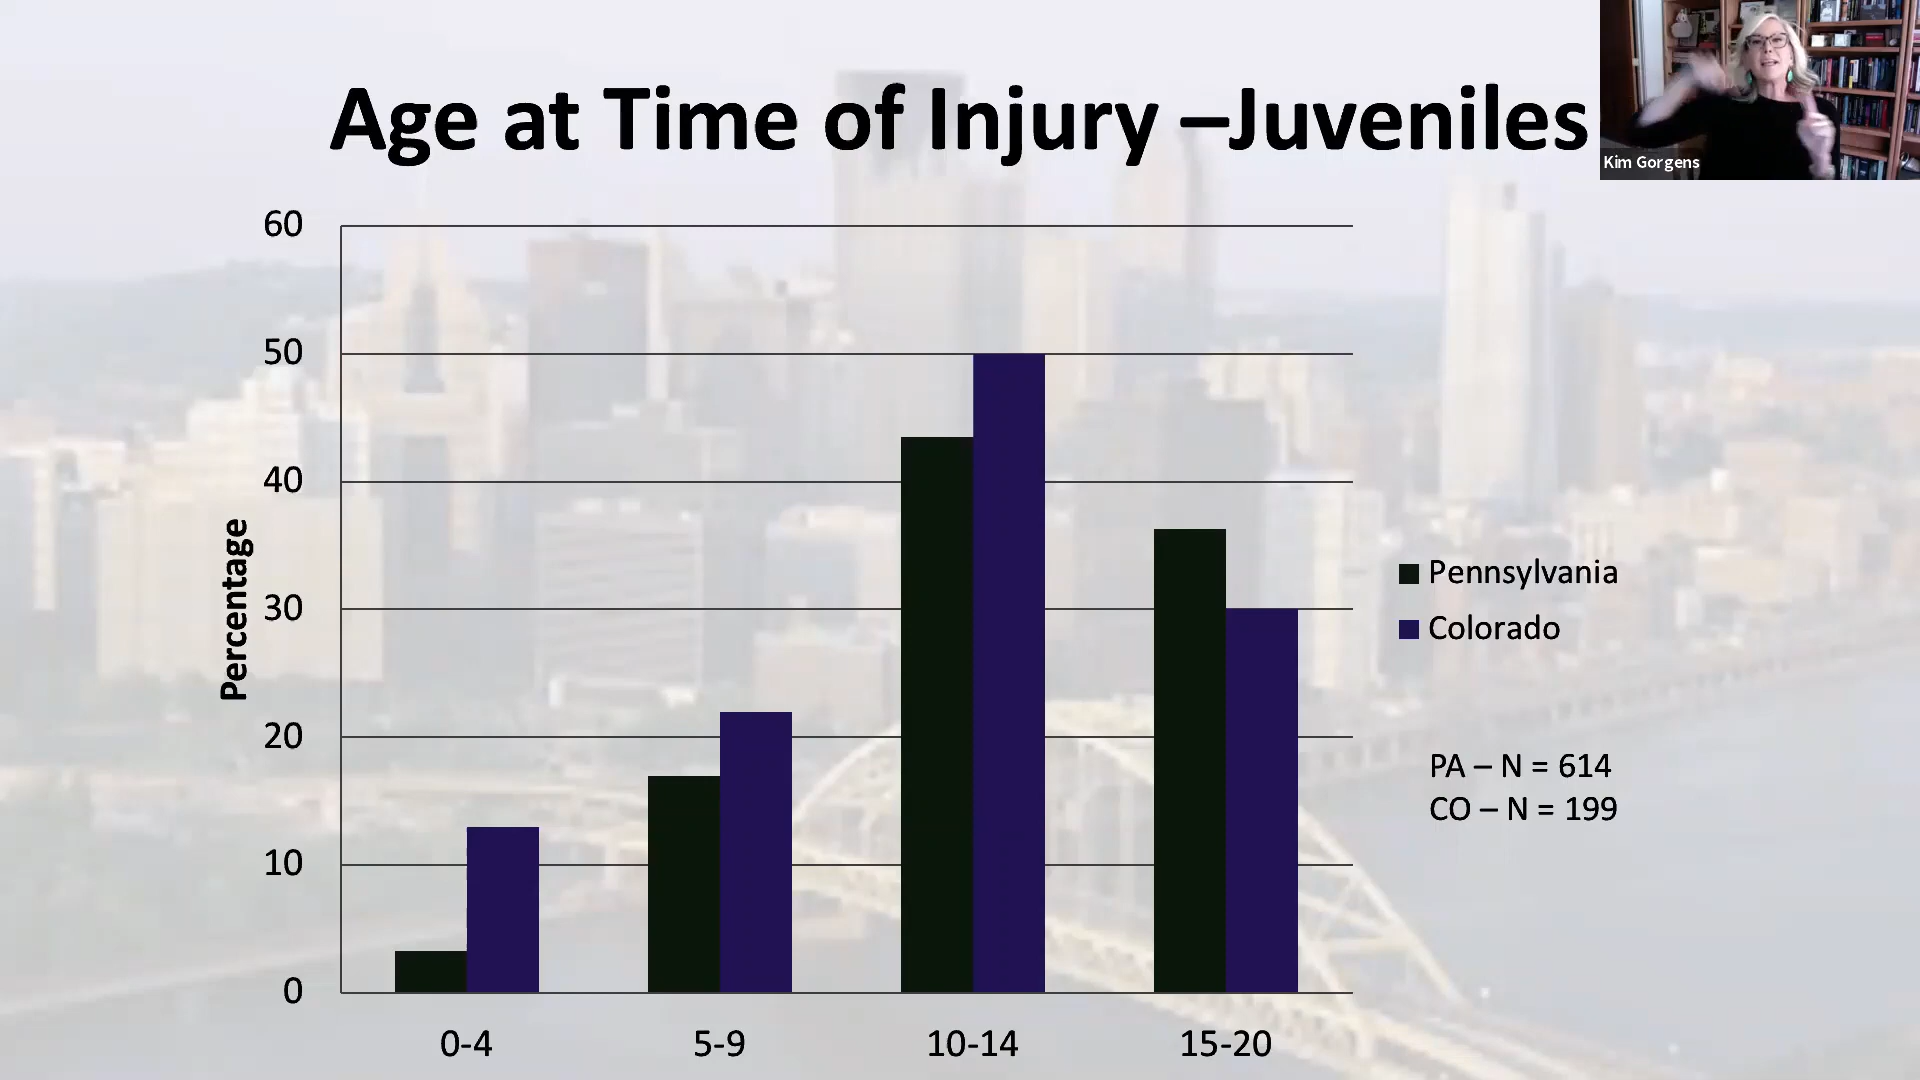 Age at Time of Injury –Juveniles
Kim Gorgens
60
50
40
30
20
10
0
Percentage
0-4
5-9
10-14
15-20
Pennsylvania
Colorado
PA – N = 614
CO – N = 199